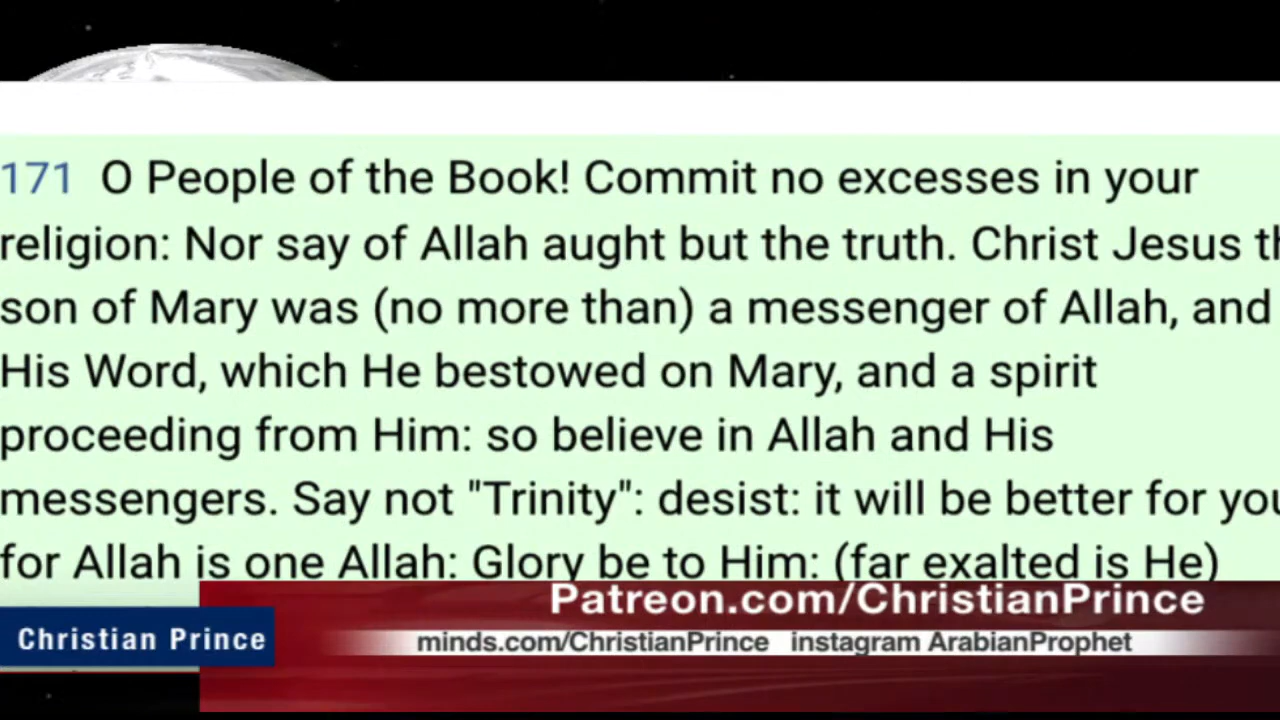 171 O People of the Book! Commit no excesses in your
religion: Nor say of Allah aught but the truth. Christ Jesus th
son of Mary was (no more than) a messenger of Allah, and
His Word, which He bestowed on Mary, and a spirit
proceeding from Him: so believe in Allah and His
messengers. Say not "Trinity": desist: it will be better for you
for Allah is one Allah: Glory be to Him: (far exalted is He)
Patreon.com/ChristianPrince
Christian Prince
minds.com/ChristianPrince instagram ArabianProphet